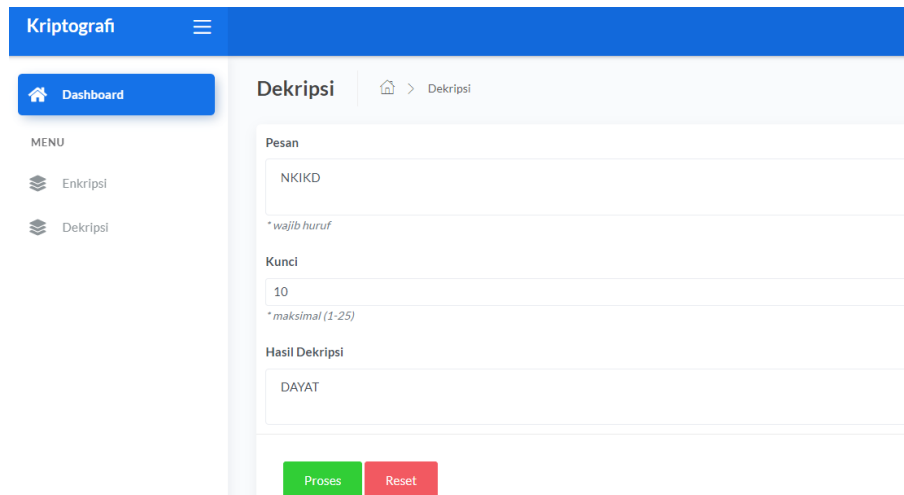 Kriptografi
Dashboard
MENU
Enkripsi
Dekripsi
Dekripsi > Dekripsi
Pesan
NKIKD
* wajib huruf
Kunci
10
* maksimal (1-25)
Hasil Dekripsi
DAYAT
Proses Reset